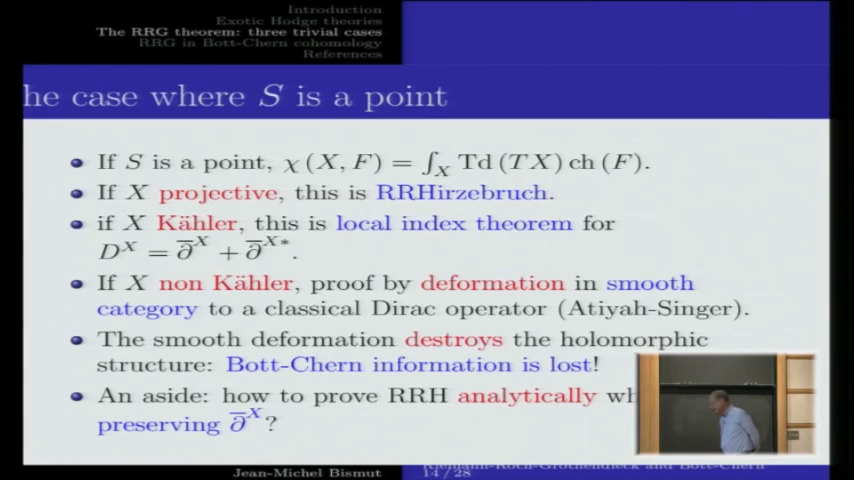 Introduction
Exotic Hodge theories
The RRG theorem: three trivial cases
RRG in Bott-Chern cohomology
References
he case where S is a point
If S is a point, χ (X, F) = ∫_X Td (TX) ch (F).
If X projective, this is RRHirzebruch.
if X Kähler, this is local index theorem for
D^X = ∂̄^X + ∂̄^X*.
If X non Kähler, proof by deformation in smooth
category to a classical Dirac operator (Atiyah-Singer).
The smooth deformation destroys the holomorphic
structure: Bott-Chern information is lost!
An aside: how to prove RRH analytically wh
preserving ∂̄^X?
Jean-Michel Bismut
Riemann-Roch-Grothendieck and Bott-Chern
14 / 28